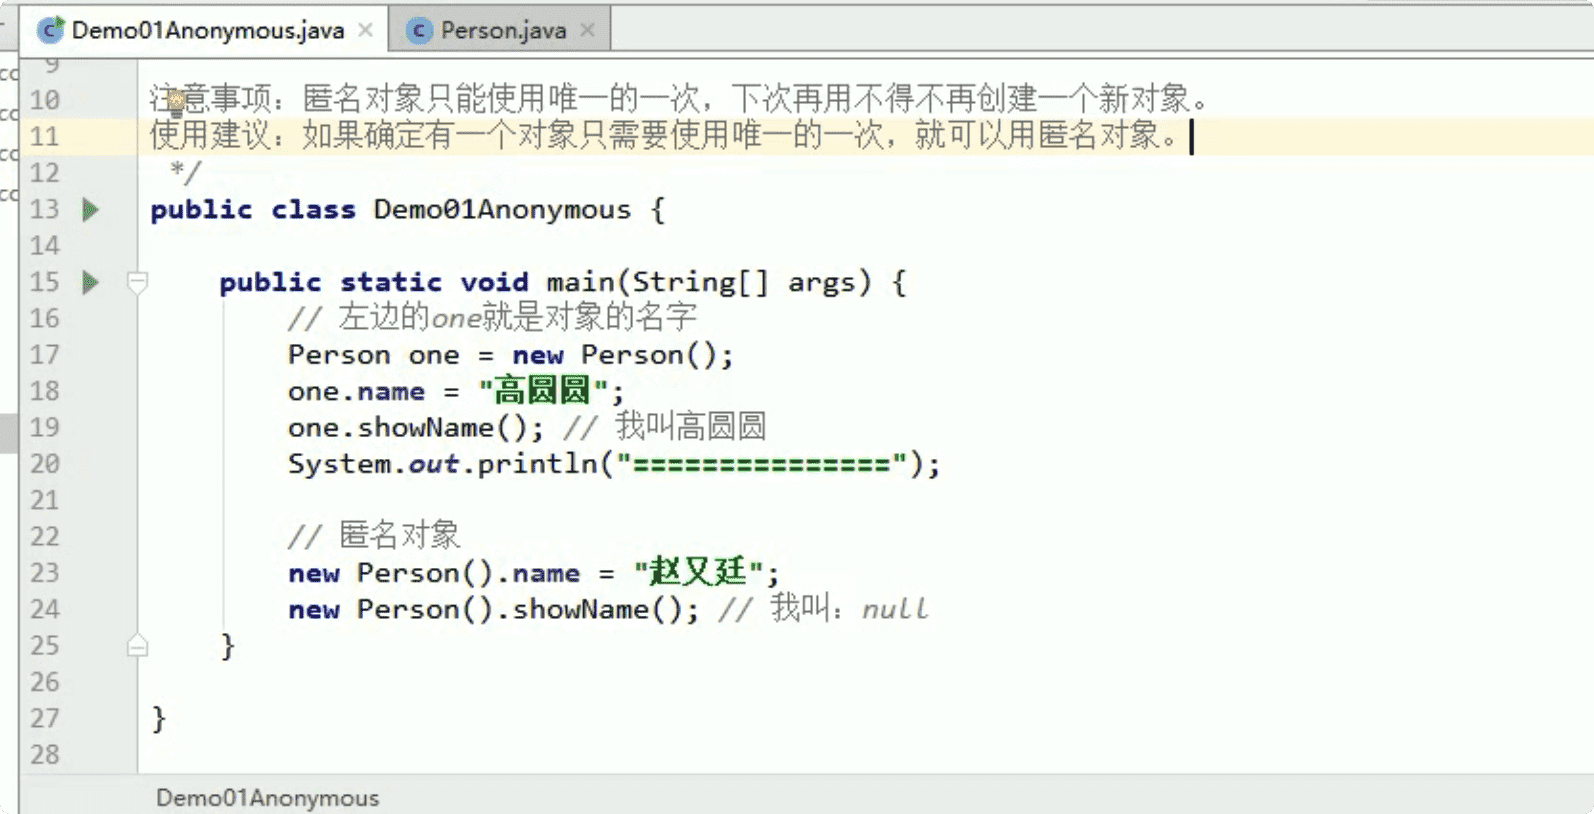 Demo01Anonymous.java
Person.java
9
10 注意事项：匿名对象只能使用唯一的一次，下次再用不得不再创建一个新对象。
11 使用建议：如果确定有一个对象只需要使用唯一的一次，就可以用匿名对象。
12 */
13 public class Demo01Anonymous {
14
15 public static void main(String[] args) {
16 // 左边的one就是对象的名字
17 Person one = new Person();
18 one.name = "高圆圆";
19 one.showName(); // 我叫高圆圆
20 System.out.println("===============");
21
22 // 匿名对象
23 new Person().name = "赵又廷";
24 new Person().showName(); // 我叫：null
25 }
26
27 }
28
Demo01Anonymous